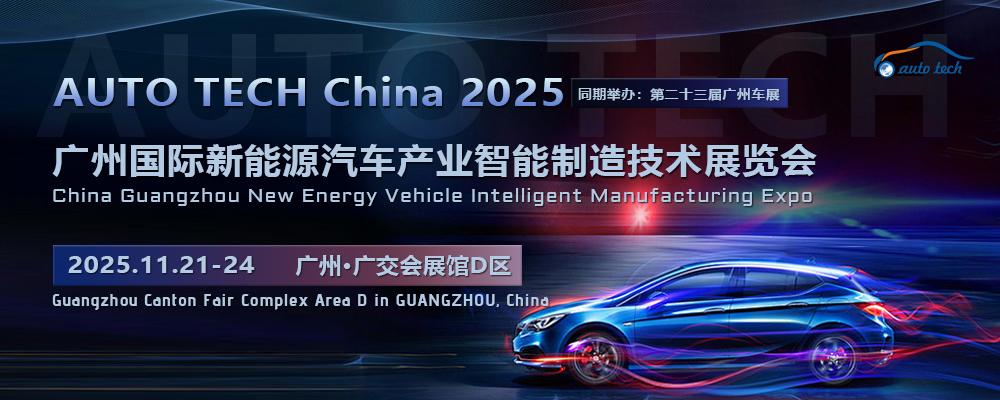 AUTO TECH
auto tech
AUTO TECH China 2025 同期举办：第二十三届广州车展
广州国际新能源汽车产业智能制造技术展览会
China Guangzhou New Energy Vehicle Intelligent Manufacturing Expo
2025.11.21-24 广州·广交会展馆D区
Guangzhou Canton Fair Complex Area D in GUANGZHOU, China